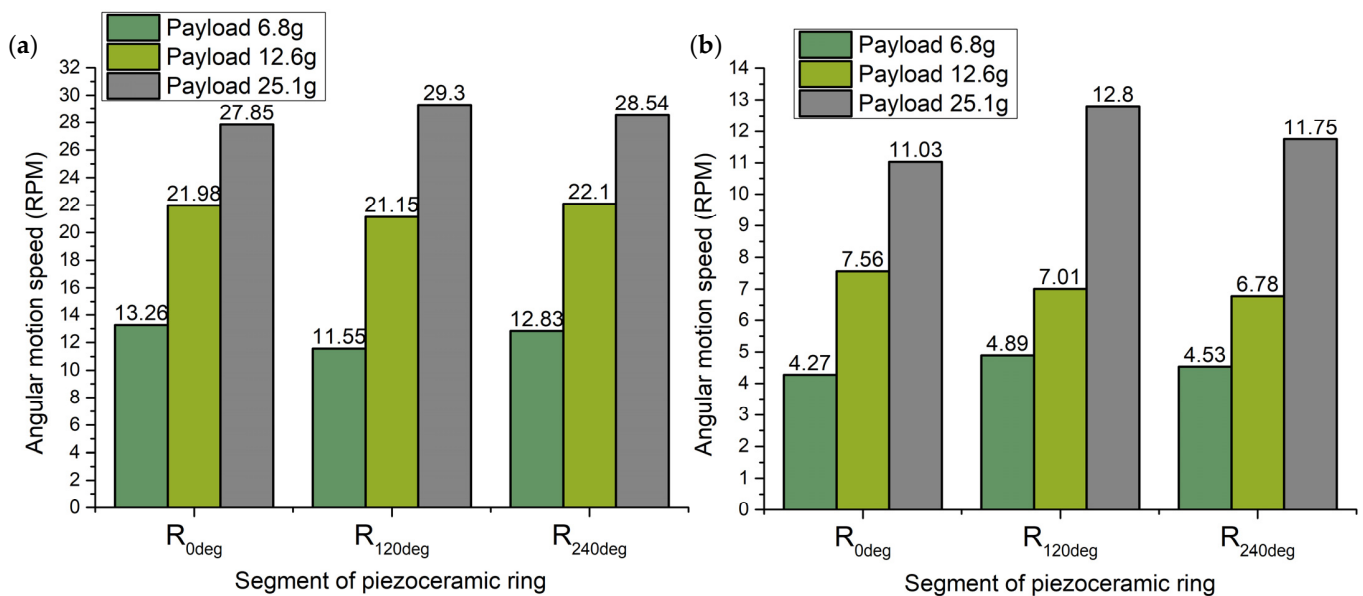 (a)
Payload 6.8g
Payload 12.6g
Payload 25.1g
32
30
28
26
24
22
20
18
16
14
12
10
8
6
4
2
0
Angular motion speed (RPM)
13.26
21.98
27.85
11.55
21.15
29.3
12.83
22.1
28.54
R0deg
R120deg
R240deg
Segment of piezoceramic ring
(b)
Payload 6.8g
Payload 12.6g
Payload 25.1g
14
13
12
11
10
9
8
7
6
5
4
3
2
1
0
Angular motion speed (RPM)
4.27
7.56
11.03
4.89
7.01
12.8
4.53
6.78
11.75
R0deg
R120deg
R240deg
Segment of piezoceramic ring